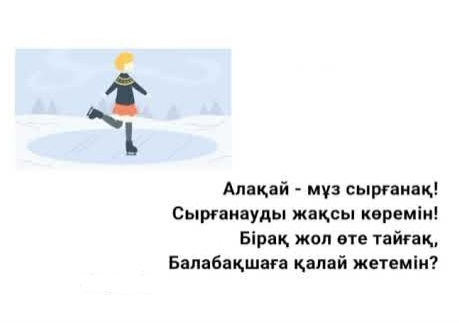 Алақай - мұз сырғанақ!
Сырғанауды жақсы көремін!
Бірақ жол өте тайғақ,
Балабақшаға қалай жетемін?